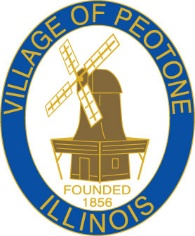 VILLAGE OF PEOTONE
FOUNDED
1856
ILLINOIS